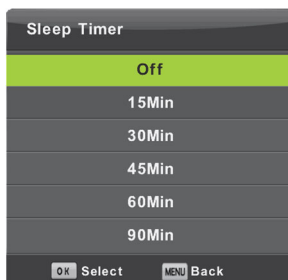 Sleep Timer
Off
15Min
30Min
45Min
60Min
90Min
OK Select MENU Back